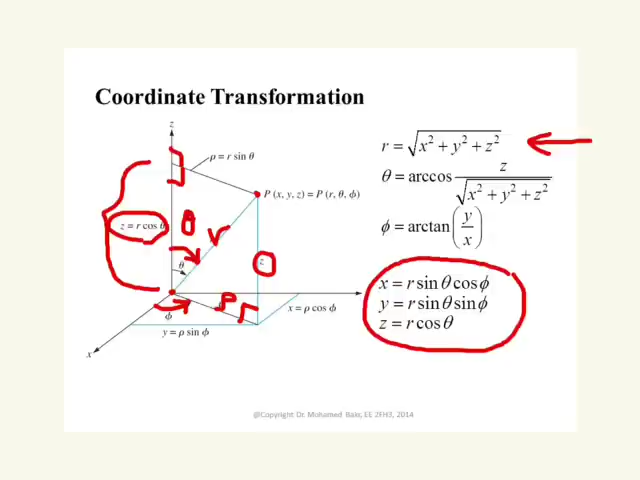 Coordinate Transformation
z
ρ = r sin θ
P (x, y, z) = P (r, θ, ϕ)
z = r cos θ
θ
r
z
θ
ρ
ϕ
x = ρ cos ϕ
y = ρ sin ϕ
x
r = √(x² + y² + z²)
θ = arccos z / √(x² + y² + z²)
ϕ = arctan (y/x)
x = r sin θ cos ϕ
y = r sin θ sin ϕ
z = r cos θ
@Copyright Dr. Mohamed Bakr, EE 2FH3, 2014